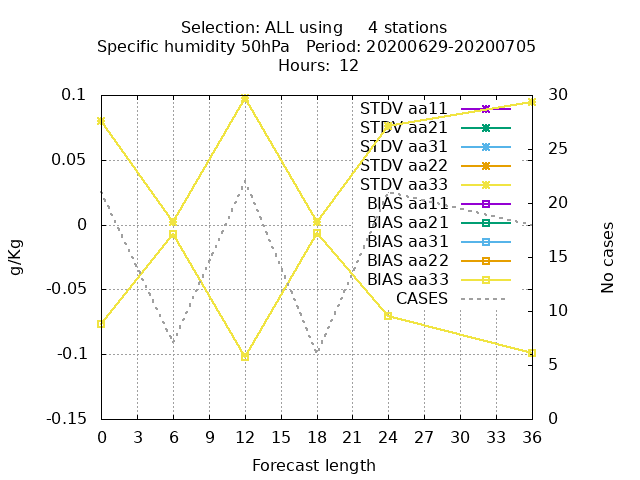 Selection: ALL using 4 stations
Specific humidity 50hPa Period: 20200629-20200705
Hours: 12
0.1
0.05
0
-0.05
-0.1
-0.15
g/Kg
STDV aa11
STDV aa21
STDV aa31
STDV aa22
STDV aa33
BIAS aa11
BIAS aa21
BIAS aa31
BIAS aa22
BIAS aa33
CASES
30
25
20
15
10
5
0
No cases
0 3 6 9 12 15 18 21 24 27 30 33 36
Forecast length